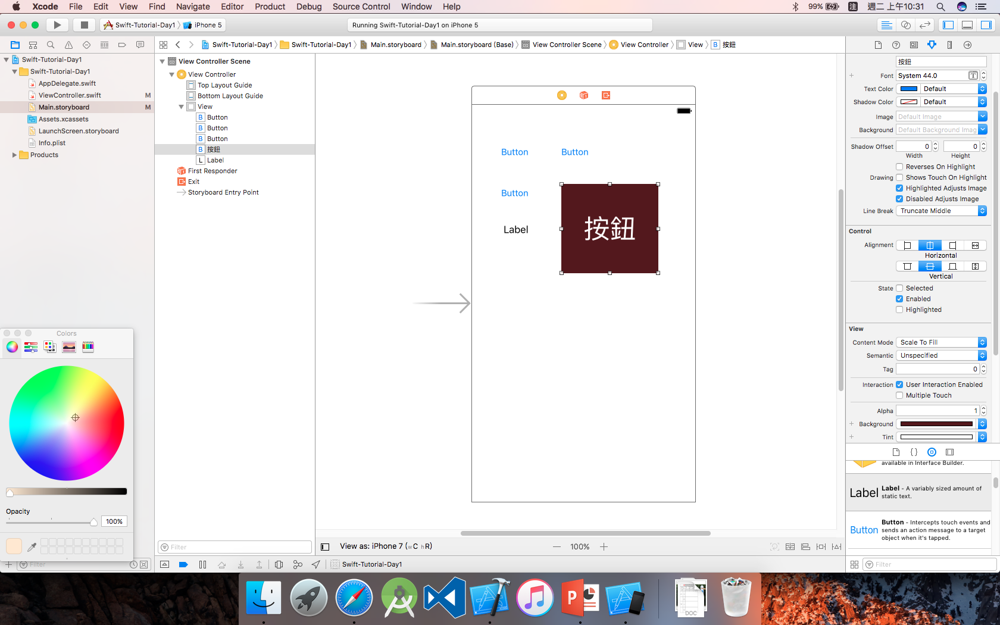 Xcode File Edit View Find Navigate Editor Product Debug Source Control Window Help 99% 注 週二 上午10:31
Swift-Tutorial-Day1 iPhone 5 Running Swift-Tutorial-Day1 on iPhone 5
Swift-Tutorial-Day1 Swift-Tutorial-Day1 Main.storyboard Main.storyboard (Base) View Controller Scene View Controller View B 按鈕
Swift-Tutorial-Day1
Swift-Tutorial-Day1
AppDelegate.swift
ViewController.swift M
Main.storyboard M
Assets.xcassets
LaunchScreen.storyboard
Info.plist
Products
View Controller Scene
View Controller
Top Layout Guide
Bottom Layout Guide
View
B Button
B Button
B Button
B 按鈕
L Label
First Responder
Exit
Storyboard Entry Point
Button Button
Button
Label
按鈕
按鈕
Font System 44.0 T
Text Color Default
Shadow Color Default
Image Default Image
Background Default Background Imag
Shadow Offset 0 0
Width Height
Reverses On Highlight
Drawing Shows Touch On Highlight
Highlighted Adjusts Image
Disabled Adjusts Image
Line Break Truncate Middle
Control
Alignment
Horizontal
Vertical
State Selected
Enabled
Highlighted
View
Content Mode Scale To Fill
Semantic Unspecified
Tag 0
Interaction User Interaction Enabled
Multiple Touch
Alpha 1
Background
Tint
available in Interface Builder.
Label Label - A variably sized amount of
static text.
Button Button - Intercepts touch events and
sends an action message to a target
object when it's tapped.
Filter
Colors
Opacity
100%
Filter
Filter
View as: iPhone 7 (wC hR) 100%
Swift-Tutorial-Day1
P
DOC